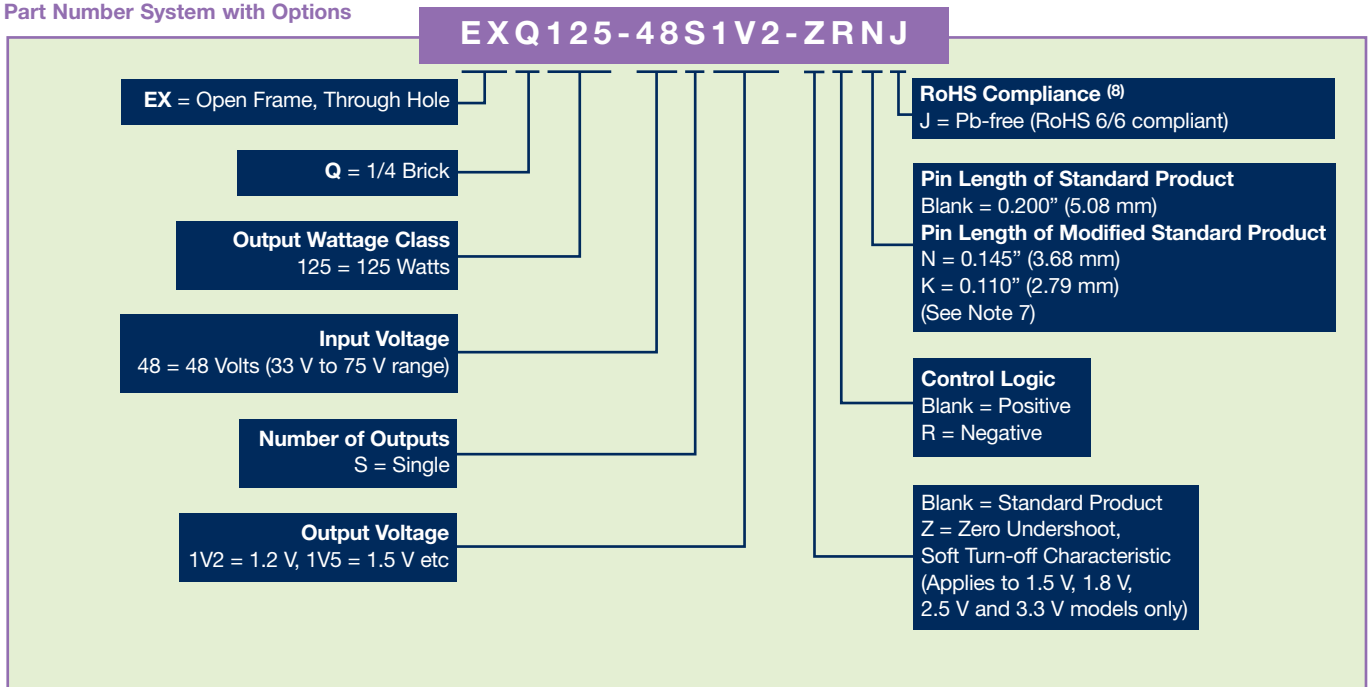 Part Number System with Options
EXQ125-48S1V2-ZRNJ
EX = Open Frame, Through Hole
Q = 1/4 Brick
Output Wattage Class
125 = 125 Watts
Input Voltage
48 = 48 Volts (33 V to 75 V range)
Number of Outputs
S = Single
Output Voltage
1V2 = 1.2 V, 1V5 = 1.5 V etc
RoHS Compliance (8)
J = Pb-free (RoHS 6/6 compliant)
Pin Length of Standard Product
Blank = 0.200” (5.08 mm)
Pin Length of Modified Standard Product
N = 0.145” (3.68 mm)
K = 0.110” (2.79 mm)
(See Note 7)
Control Logic
Blank = Positive
R = Negative
Blank = Standard Product
Z = Zero Undershoot,
Soft Turn-off Characteristic
(Applies to 1.5 V, 1.8 V,
2.5 V and 3.3 V models only)